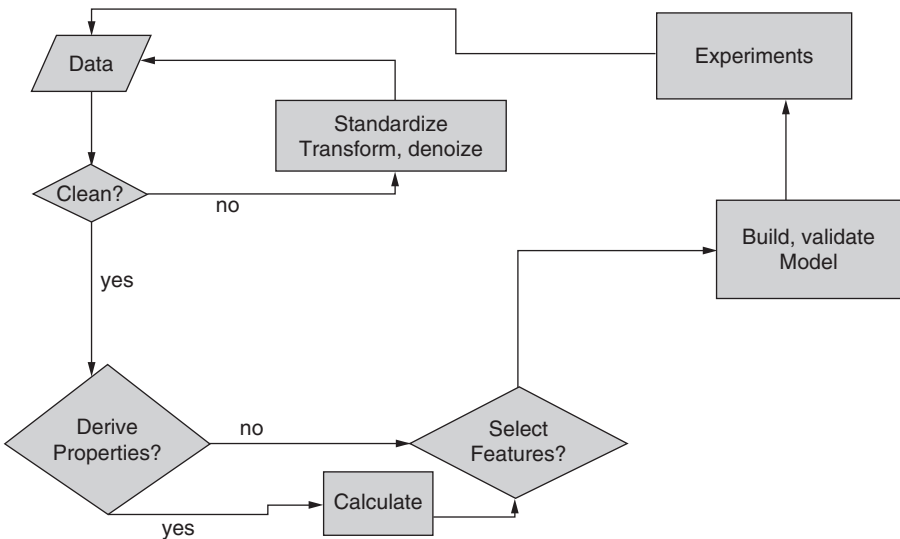 Data
Experiments
Standardize
Transform, denoize
Clean?
no
Build, validate
Model
yes
Derive
Properties?
no
Select
Features?
Calculate
yes